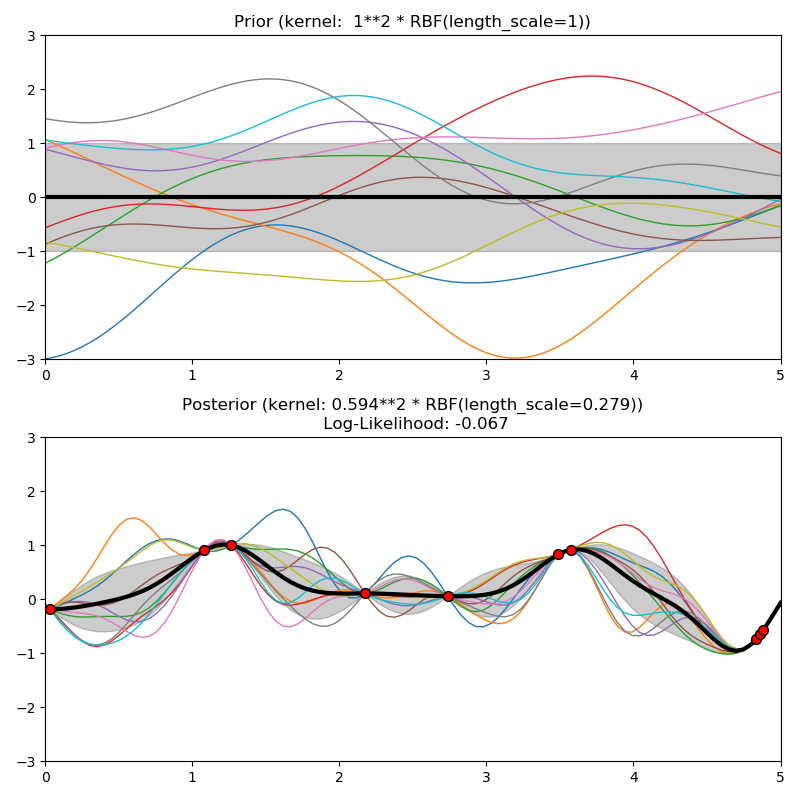 Prior (kernel:  1**2 * RBF(length_scale=1))
3
2
1
0
−1
−2
−3
0 1 2 3 4 5
Posterior (kernel: 0.594**2 * RBF(length_scale=0.279))
Log-Likelihood: -0.067
3
2
1
0
−1
−2
−3
0 1 2 3 4 5